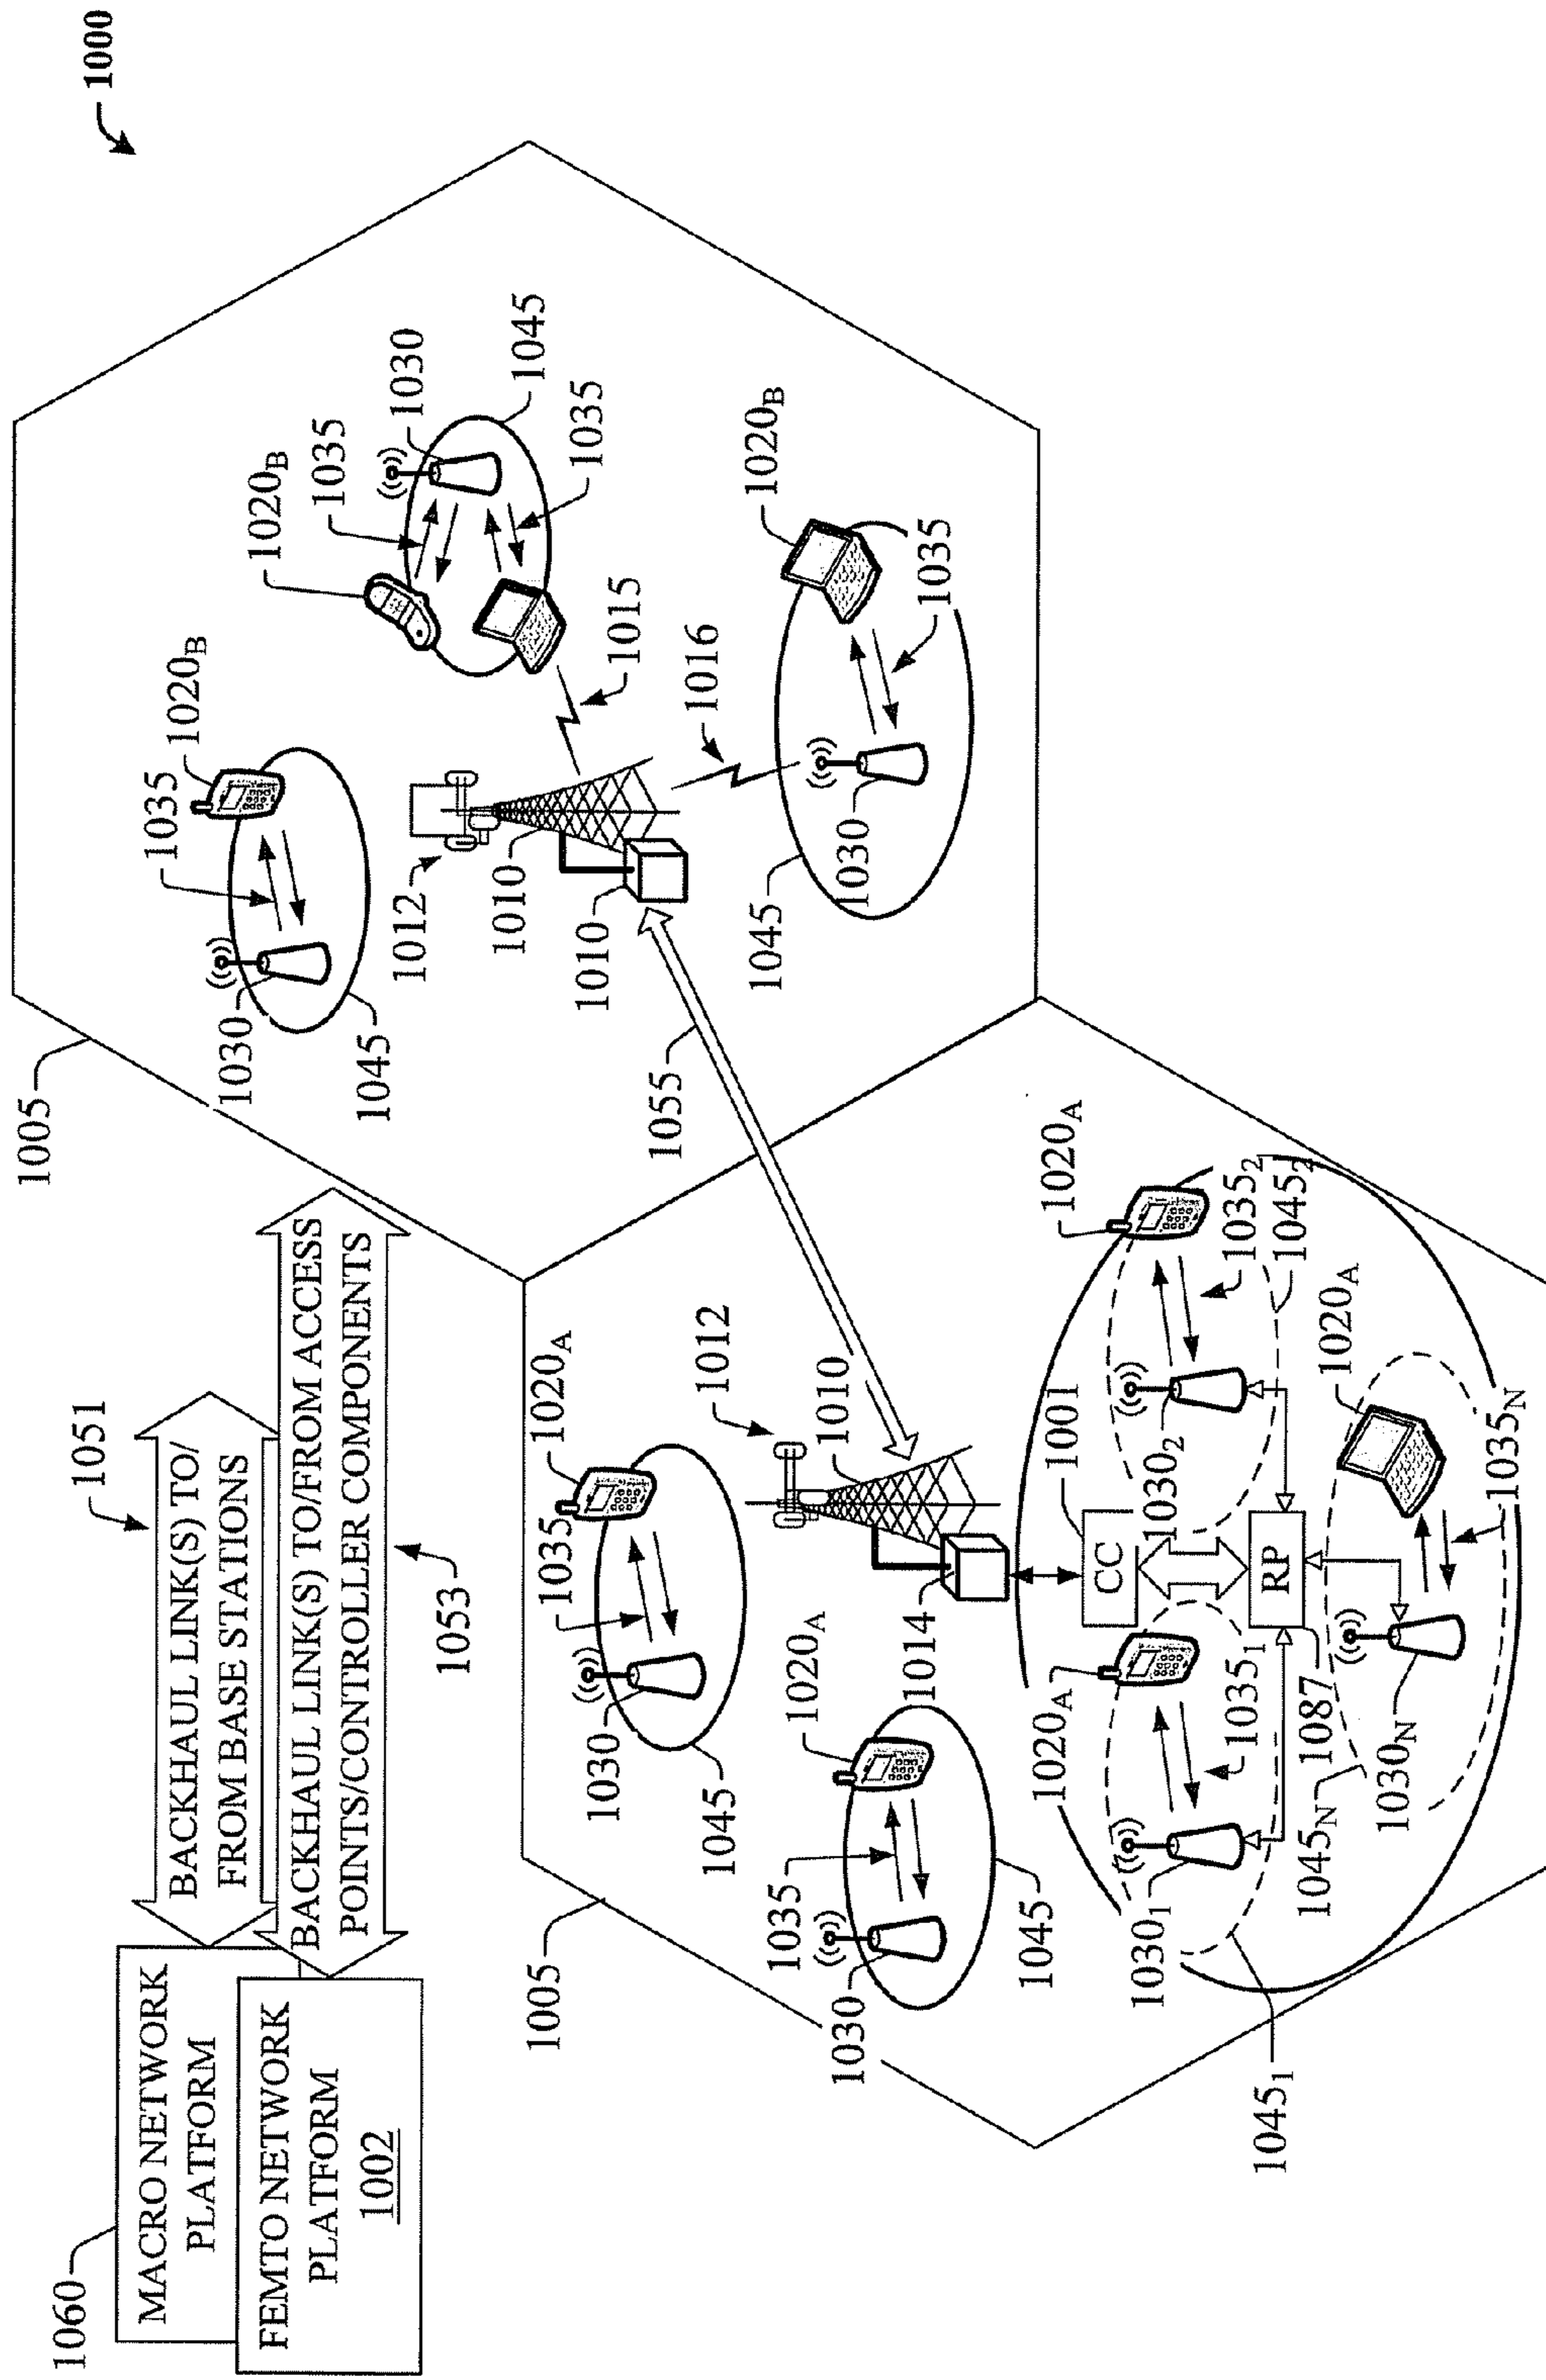 1000
1060
MACRO NETWORK
PLATFORM
FEMTO NETWORK
PLATFORM
1002
1051
BACKHAUL LINK(S) TO/
FROM BASE STATIONS
BACKHAUL LINK(S) TO/FROM ACCESS
POINTS/CONTROLLER COMPONENTS
1053
1005
1030
1035
1020B
1045
1012
1010
1010
1020B
1035
1030
1045
1035
1015
1016
1045
1030
1020B
1035
1055
1005
1030
1035
1020A
1045
1012
1010
1014
1030
1035
1020A
1045
CC
1001
RP
1087
1020A
10301
10351
10451
1020A
10302
10352
10452
1020A
1030N
1035N
1045N